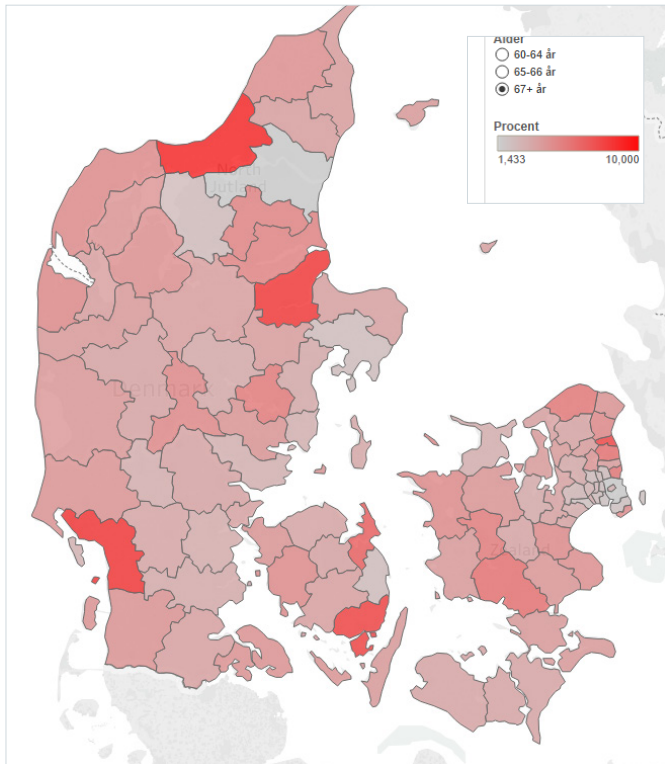 Alder
60-64 år
65-66 år
67+ år
Procent
1,433 10,000
North
Jutland
Denmark
Zealand